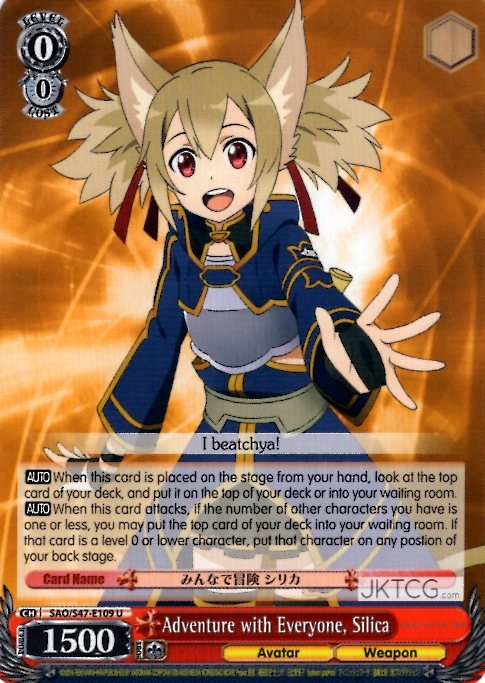 LEVEL
0
0
COST
I beatchya!
AUTO When this card is placed on the stage from your hand, look at the top
card of your deck, and put it on the top of your deck or into your waiting room.
AUTO When this card attacks, if the number of other characters you have is
one or less, you may put the top card of your deck into your waiting room. If
that card is a level 0 or lower character, put that character on any postion of
your back stage.
Card Name みんなで冒険 シリカ
JKTCG.com
CH SAO/S47-E109 U
POWER 1500 SOUL Adventure with Everyone, Silica
Avatar Weapon